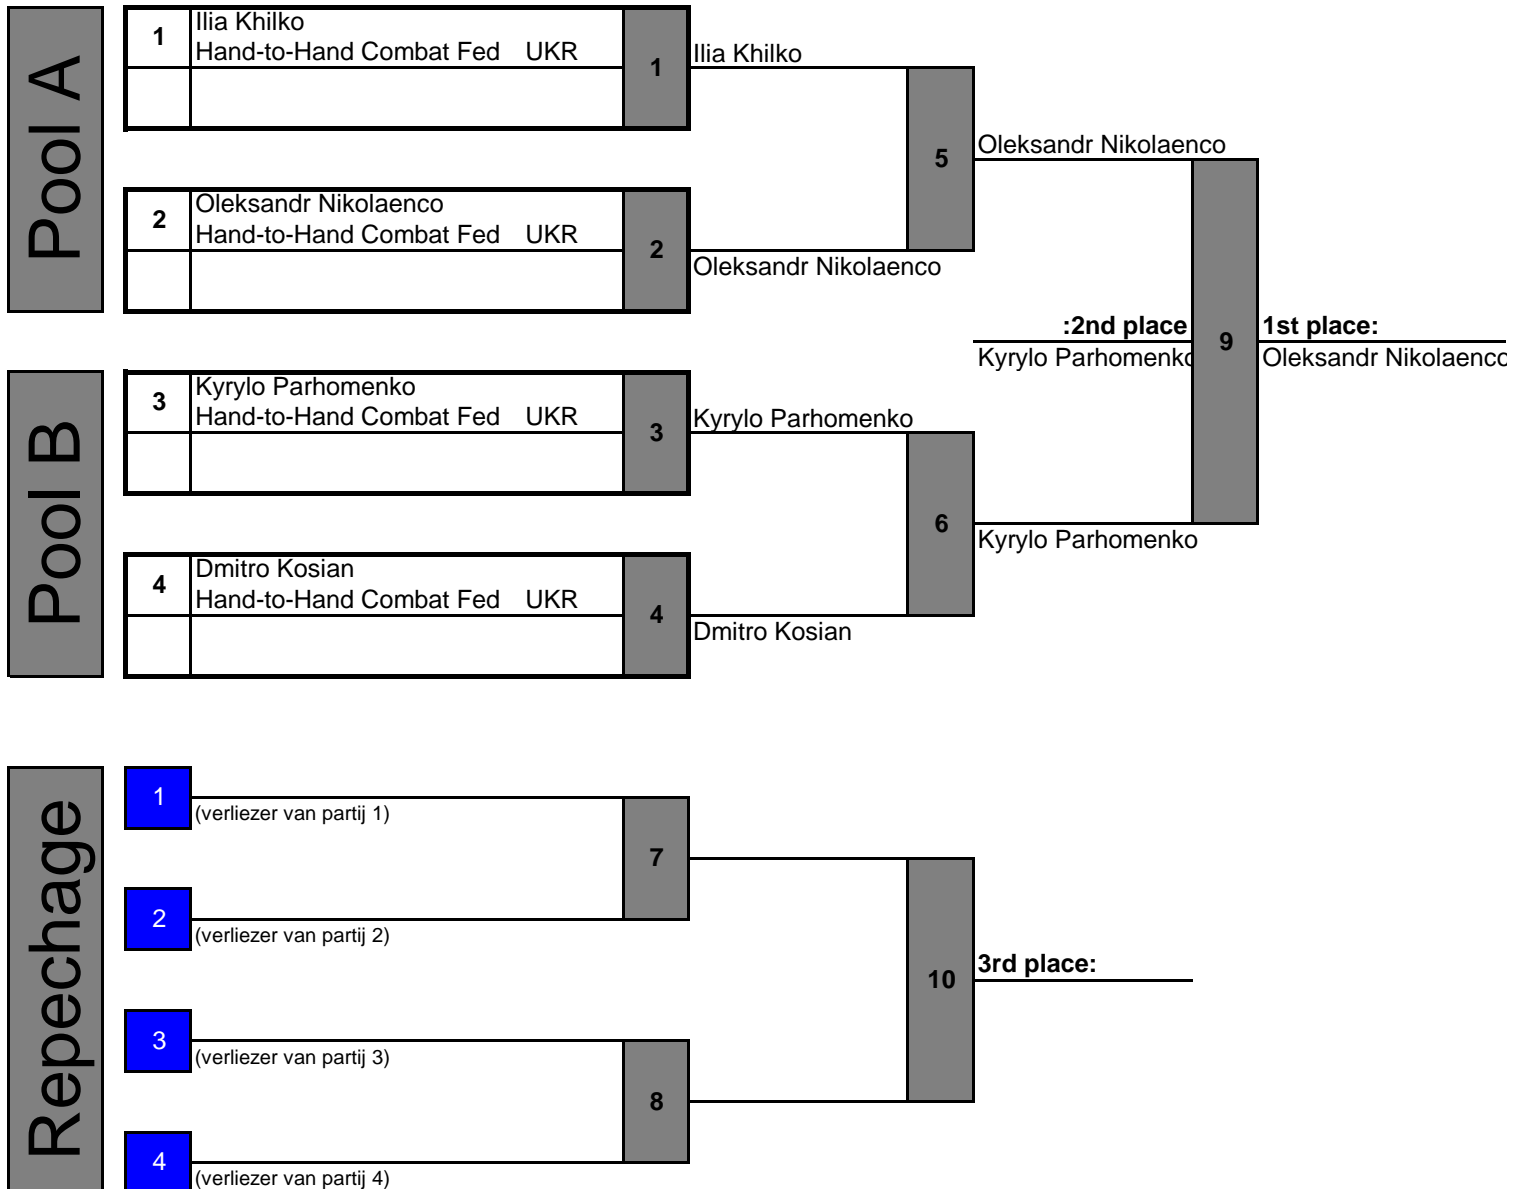 Pool A
1
Ilia Khilko
Hand-to-Hand Combat Fed UKR
1
Ilia Khilko
2
Oleksandr Nikolaenco
Hand-to-Hand Combat Fed UKR
2
Oleksandr Nikolaenco
5
Oleksandr Nikolaenco
:2nd place
Kyrylo Parhomenko
9
1st place:
Oleksandr Nikolaenco
Pool B
3
Kyrylo Parhomenko
Hand-to-Hand Combat Fed UKR
3
Kyrylo Parhomenko
4
Dmitro Kosian
Hand-to-Hand Combat Fed UKR
4
Dmitro Kosian
6
Kyrylo Parhomenko
Repechage
1
(verliezer van partij 1)
2
(verliezer van partij 2)
7
3
(verliezer van partij 3)
4
(verliezer van partij 4)
8
10
3rd place: